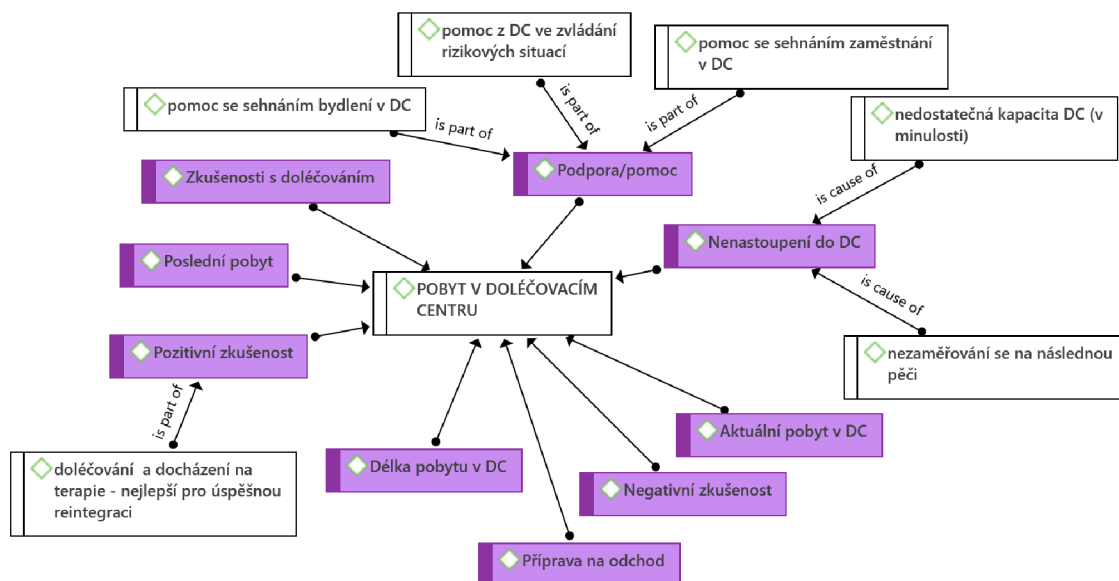 pomoc z DC ve zvládání
rizikových situací
pomoc se sehnáním zaměstnání
v DC
pomoc se sehnáním bydlení v DC
nedostatečná kapacita DC (v
minulosti)
is part of
is part of
is part of
is cause of
Zkušenosti s doléčováním
Podpora/pomoc
Nenastoupení do DC
Poslední pobyt
POBYT V DOLÉČOVACÍM
CENTRU
is cause of
Pozitivní zkušenost
nezaměřování se na následnou
péči
is part of
Aktuální pobyt v DC
doléčování  a docházení na
terapie - nejlepší pro úspěšnou
reintegraci
Délka pobytu v DC
Negativní zkušenost
Příprava na odchod